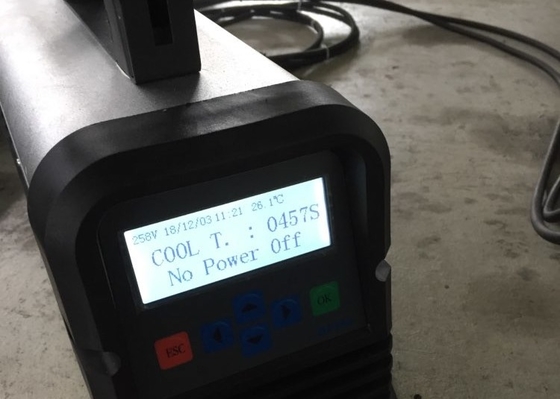 258V 18/12/03 11:21 26.1℃
COOL T. : 0457S
No Power Off
ESC
OK